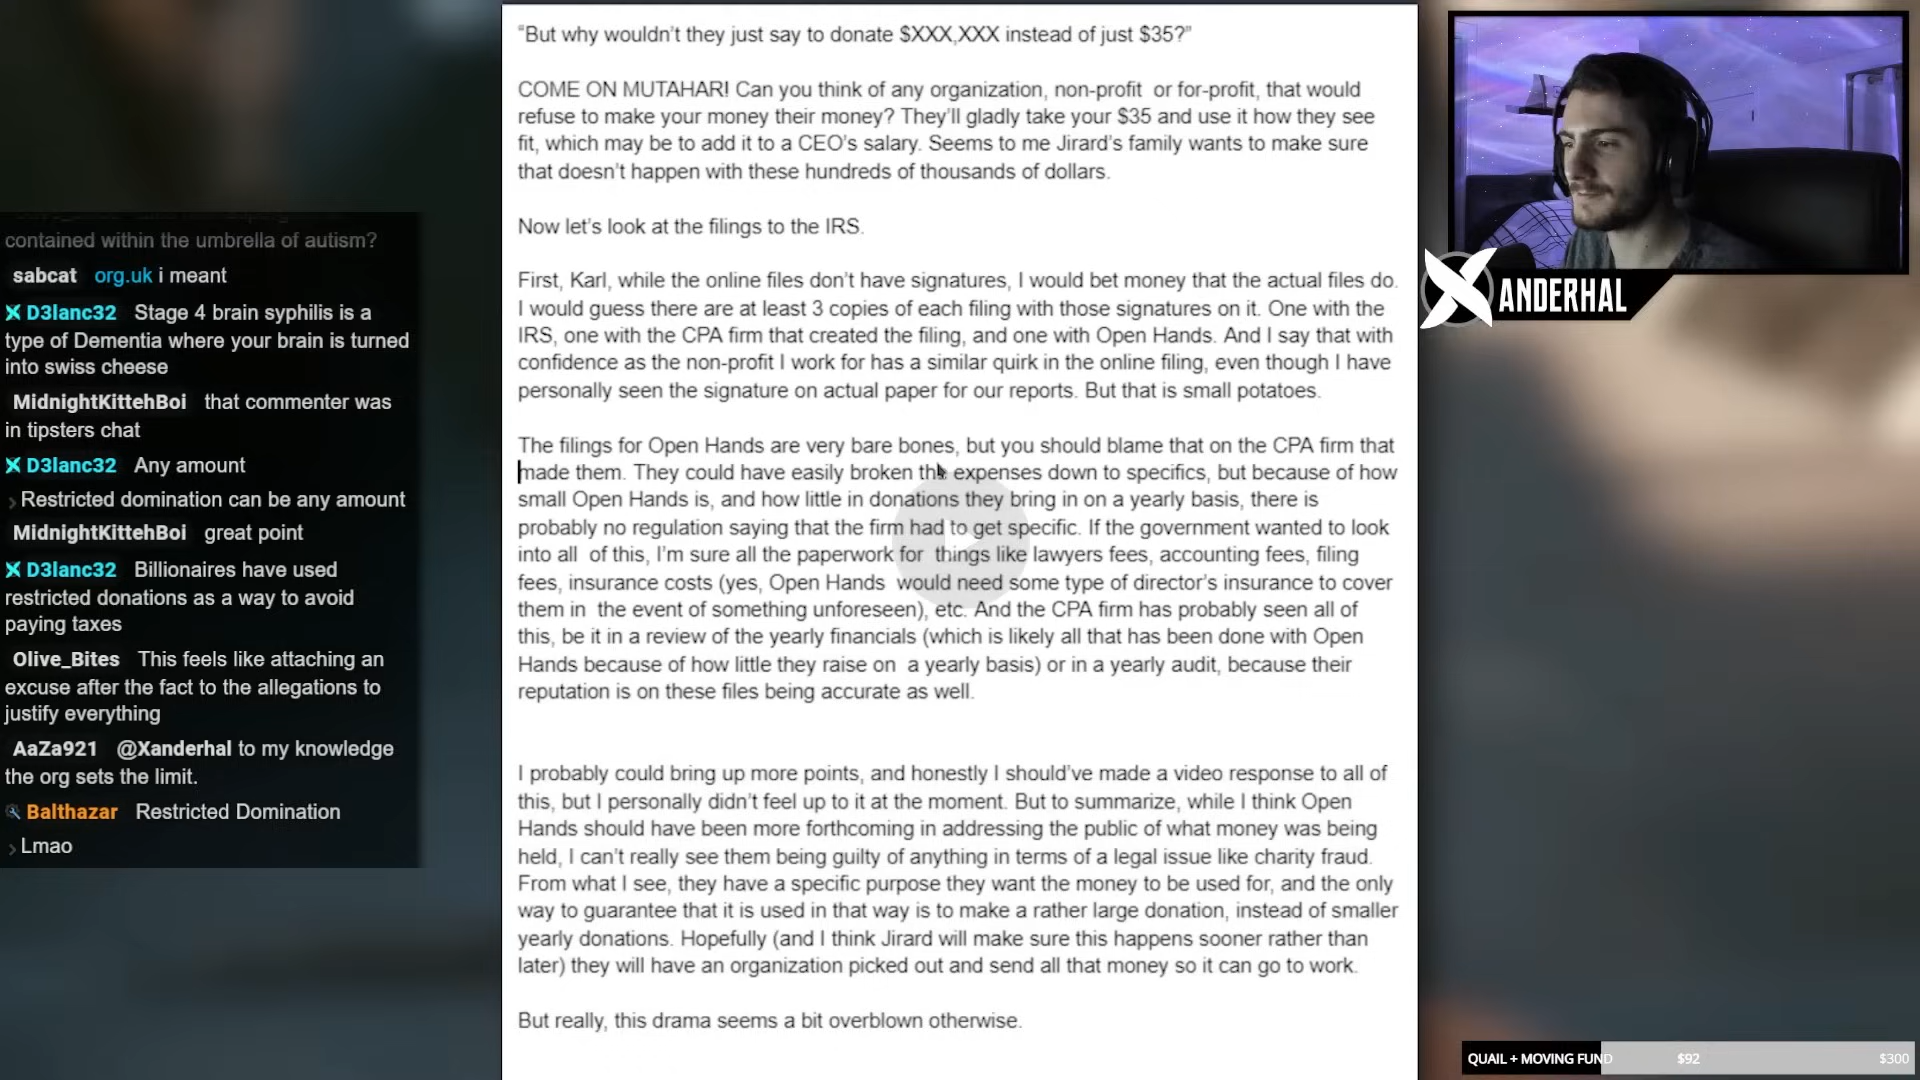 contained within the umbrella of autism?
sabcat org.uk i meant
D3lanc32 Stage 4 brain syphilis is a
type of Dementia where your brain is turned
into swiss cheese
MidnightKittehBoi that commenter was
in tipsters chat
D3lanc32 Any amount
Restricted domination can be any amount
MidnightKittehBoi great point
D3lanc32 Billionaires have used
restricted donations as a way to avoid
paying taxes
Olive_Bites This feels like attaching an
excuse after the fact to the allegations to
justify everything
AaZa921 @Xanderhal to my knowledge
the org sets the limit.
Balthazar Restricted Domination
Lmao
“But why wouldn’t they just say to donate $XXX,XXX instead of just $35?”
COME ON MUTAHAR! Can you think of any organization, non-profit or for-profit, that would
refuse to make your money their money? They’ll gladly take your $35 and use it how they see
fit, which may be to add it to a CEO’s salary. Seems to me Jirard’s family wants to make sure
that doesn’t happen with these hundreds of thousands of dollars.
Now let’s look at the filings to the IRS.
First, Karl, while the online files don’t have signatures, I would bet money that the actual files do.
I would guess there are at least 3 copies of each filing with those signatures on it. One with the
IRS, one with the CPA firm that created the filing, and one with Open Hands. And I say that with
confidence as the non-profit I work for has a similar quirk in the online filing, even though I have
personally seen the signature on actual paper for our reports. But that is small potatoes.
The filings for Open Hands are very bare bones, but you should blame that on the CPA firm that
made them. They could have easily broken the expenses down to specifics, but because of how
small Open Hands is, and how little in donations they bring in on a yearly basis, there is
probably no regulation saying that the firm had to get specific. If the government wanted to look
into all of this, I’m sure all the paperwork for things like lawyers fees, accounting fees, filing
fees, insurance costs (yes, Open Hands would need some type of director’s insurance to cover
them in the event of something unforeseen), etc. And the CPA firm has probably seen all of
this, be it in a review of the yearly financials (which is likely all that has been done with Open
Hands because of how little they raise on a yearly basis) or in a yearly audit, because their
reputation is on these files being accurate as well.
I probably could bring up more points, and honestly I should’ve made a video response to all of
this, but I personally didn’t feel up to it at the moment. But to summarize, while I think Open
Hands should have been more forthcoming in addressing the public of what money was being
held, I can’t really see them being guilty of anything in terms of a legal issue like charity fraud.
From what I see, they have a specific purpose they want the money to be used for, and the only
way to guarantee that it is used in that way is to make a rather large donation, instead of smaller
yearly donations. Hopefully (and I think Jirard will make sure this happens sooner rather than
later) they will have an organization picked out and send all that money so it can go to work.
But really, this drama seems a bit overblown otherwise.
XANDERHAL
QUAIL + MOVING FUND $92 $300